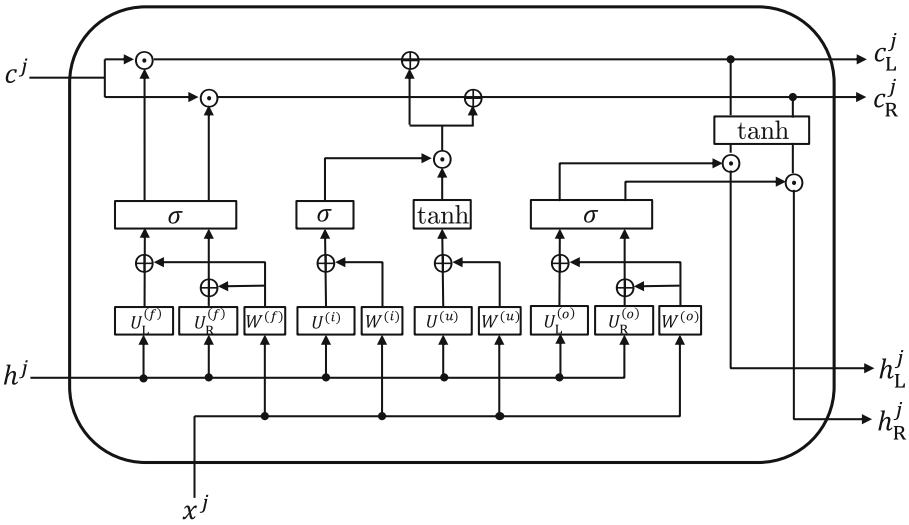 c^j
c_L^j
c_R^j
tanh
σ σ tanh σ
U_L^(f) U_R^(f) W^(f) U^(i) W^(i) U^(u) W^(u) U_L^(o) U_R^(o) W^(o)
h^j
h_L^j
h_R^j
x^j